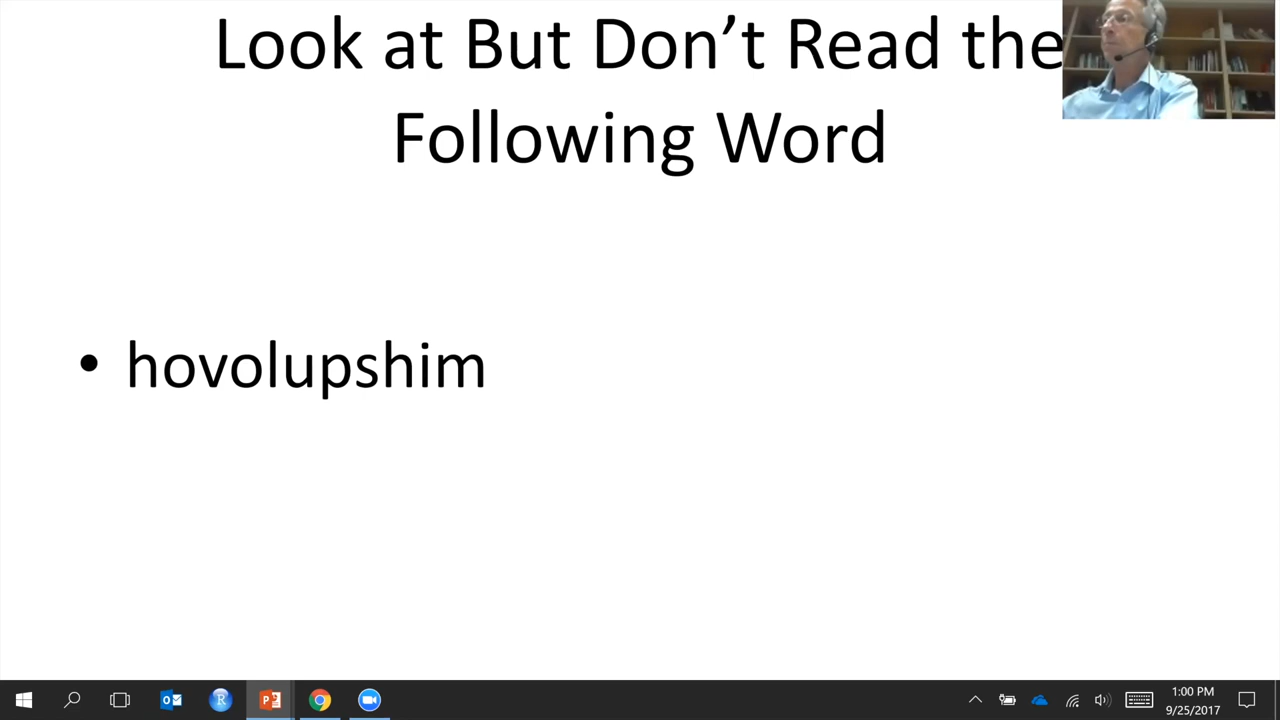 Look at But Don’t Read the
Following Word
• hovolupshim
1:00 PM
9/25/2017